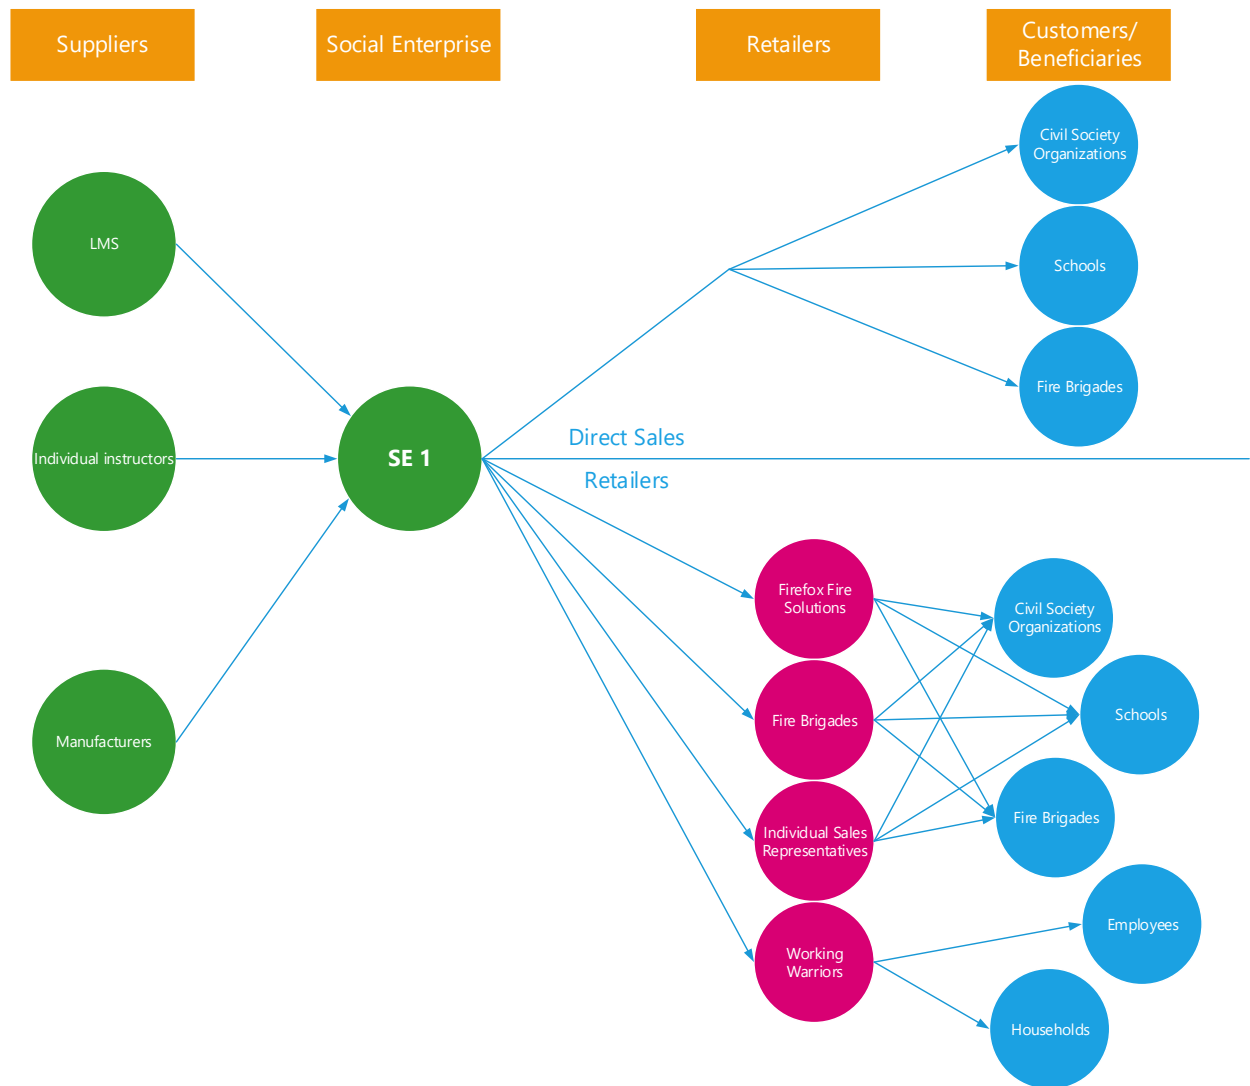 Suppliers
Social Enterprise
Retailers
Customers/
Beneficiaries
Civil Society
Organizations
LMS
Schools
Fire Brigades
Direct Sales
Individual instructors
SE 1
Retailers
Firefox Fire
Solutions
Civil Society
Organizations
Schools
Fire Brigades
Manufacturers
Individual Sales
Representatives
Fire Brigades
Employees
Working
Warriors
Households